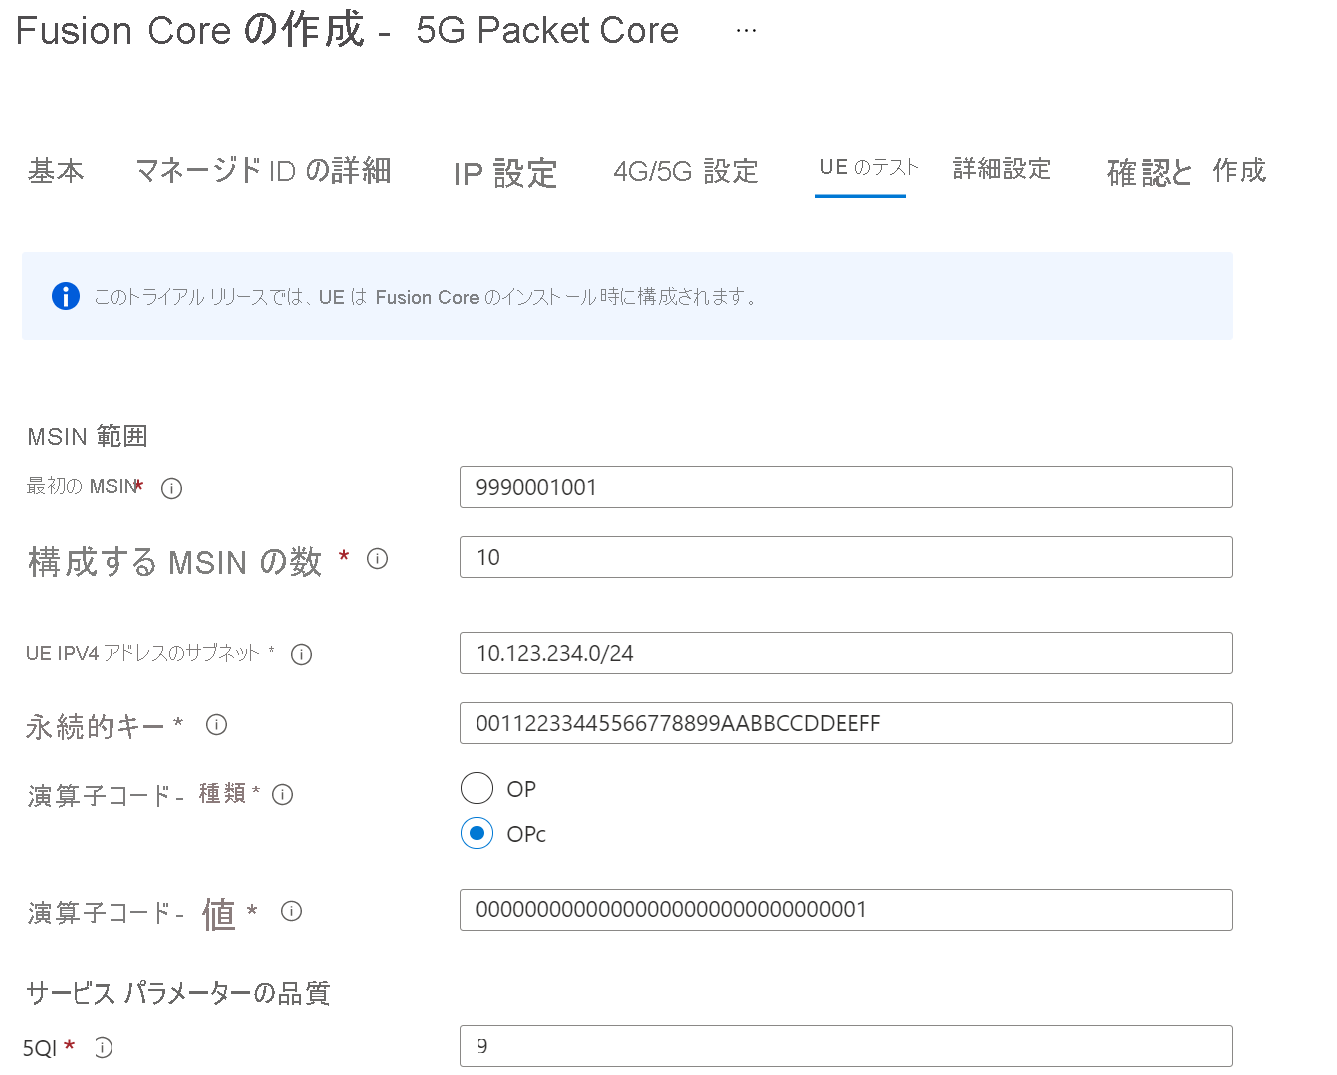 Fusion Core の作成 - 5G Packet Core ...
基本 マネージド ID の詳細 IP 設定 4G/5G 設定 UE のテスト 詳細設定 確認と 作成
このトライアル リリースでは、UE は Fusion Core のインストール時に構成されます。
MSIN 範囲
最初の MSIN* 9990001001
構成する MSIN の数 * 10
UE IPV4 アドレスのサブネット * 10.123.234.0/24
永続的キー * 00112233445566778899AABBCCDDEEFF
演算子コード - 種類 * OP
OPc
演算子コード - 値 * 00000000000000000000000000000001
サービス パラメーターの品質
5QI * 9